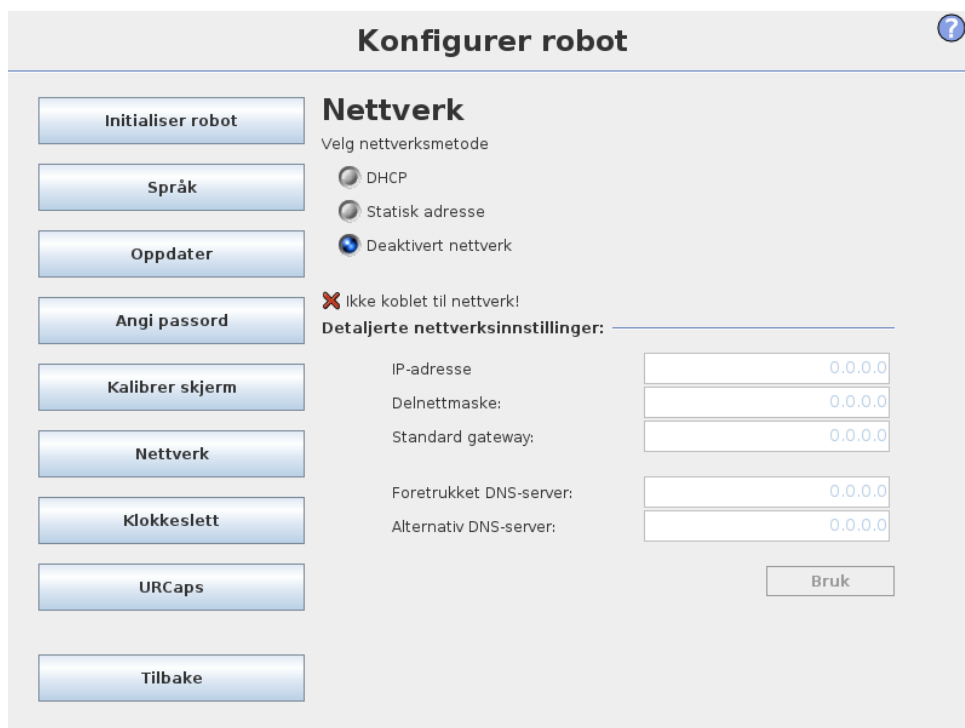 Konfigurer robot
?
Initialiser robot
Språk
Oppdater
Angi passord
Kalibrer skjerm
Nettverk
Klokkeslett
URCaps
Tilbake
Nettverk
Velg nettverksmetode
DHCP
Statisk adresse
Deaktivert nettverk
Ikke koblet til nettverk!
Detaljerte nettverksinnstillinger:
IP-adresse 0.0.0.0
Delnettmaske: 0.0.0.0
Standard gateway: 0.0.0.0
Foretrukket DNS-server: 0.0.0.0
Alternativ DNS-server: 0.0.0.0
Bruk